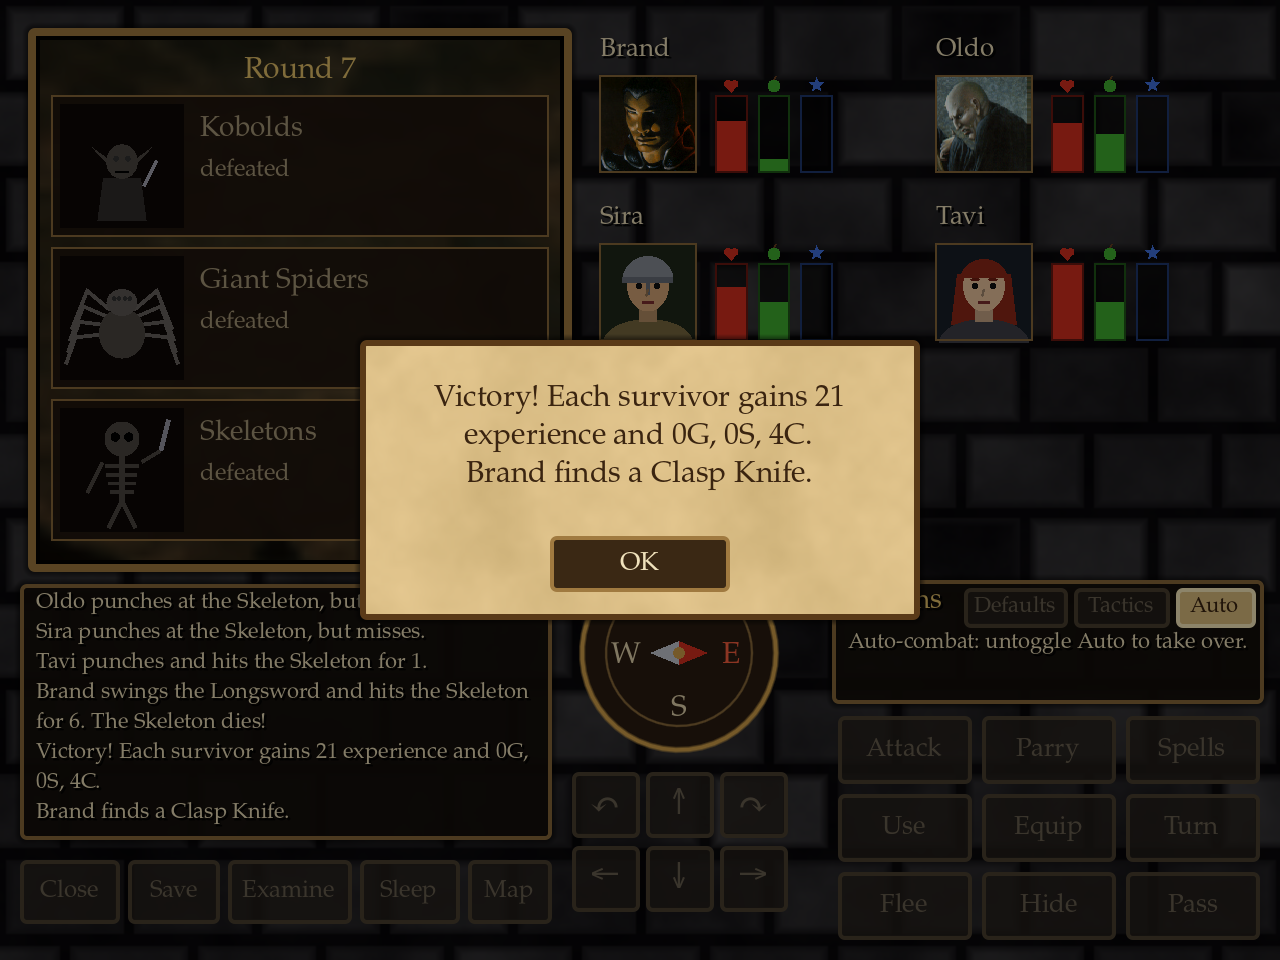 Round 7
Kobolds
defeated
Giant Spiders
defeated
Skeletons
defeated
Brand
Oldo
Sira
Tavi
Victory! Each survivor gains 21
experience and 0G, 0S, 4C.
Brand finds a Clasp Knife.
OK
Oldo punches at the Skeleton, but
Sira punches at the Skeleton, but misses.
Tavi punches and hits the Skeleton for 1.
Brand swings the Longsword and hits the Skeleton
for 6. The Skeleton dies!
Victory! Each survivor gains 21 experience and 0G,
0S, 4C.
Brand finds a Clasp Knife.
W
E
S
Defaults
Tactics
Auto
Auto-combat: untoggle Auto to take over.
Attack
Parry
Spells
Use
Equip
Turn
Flee
Hide
Pass
Close
Save
Examine
Sleep
Map